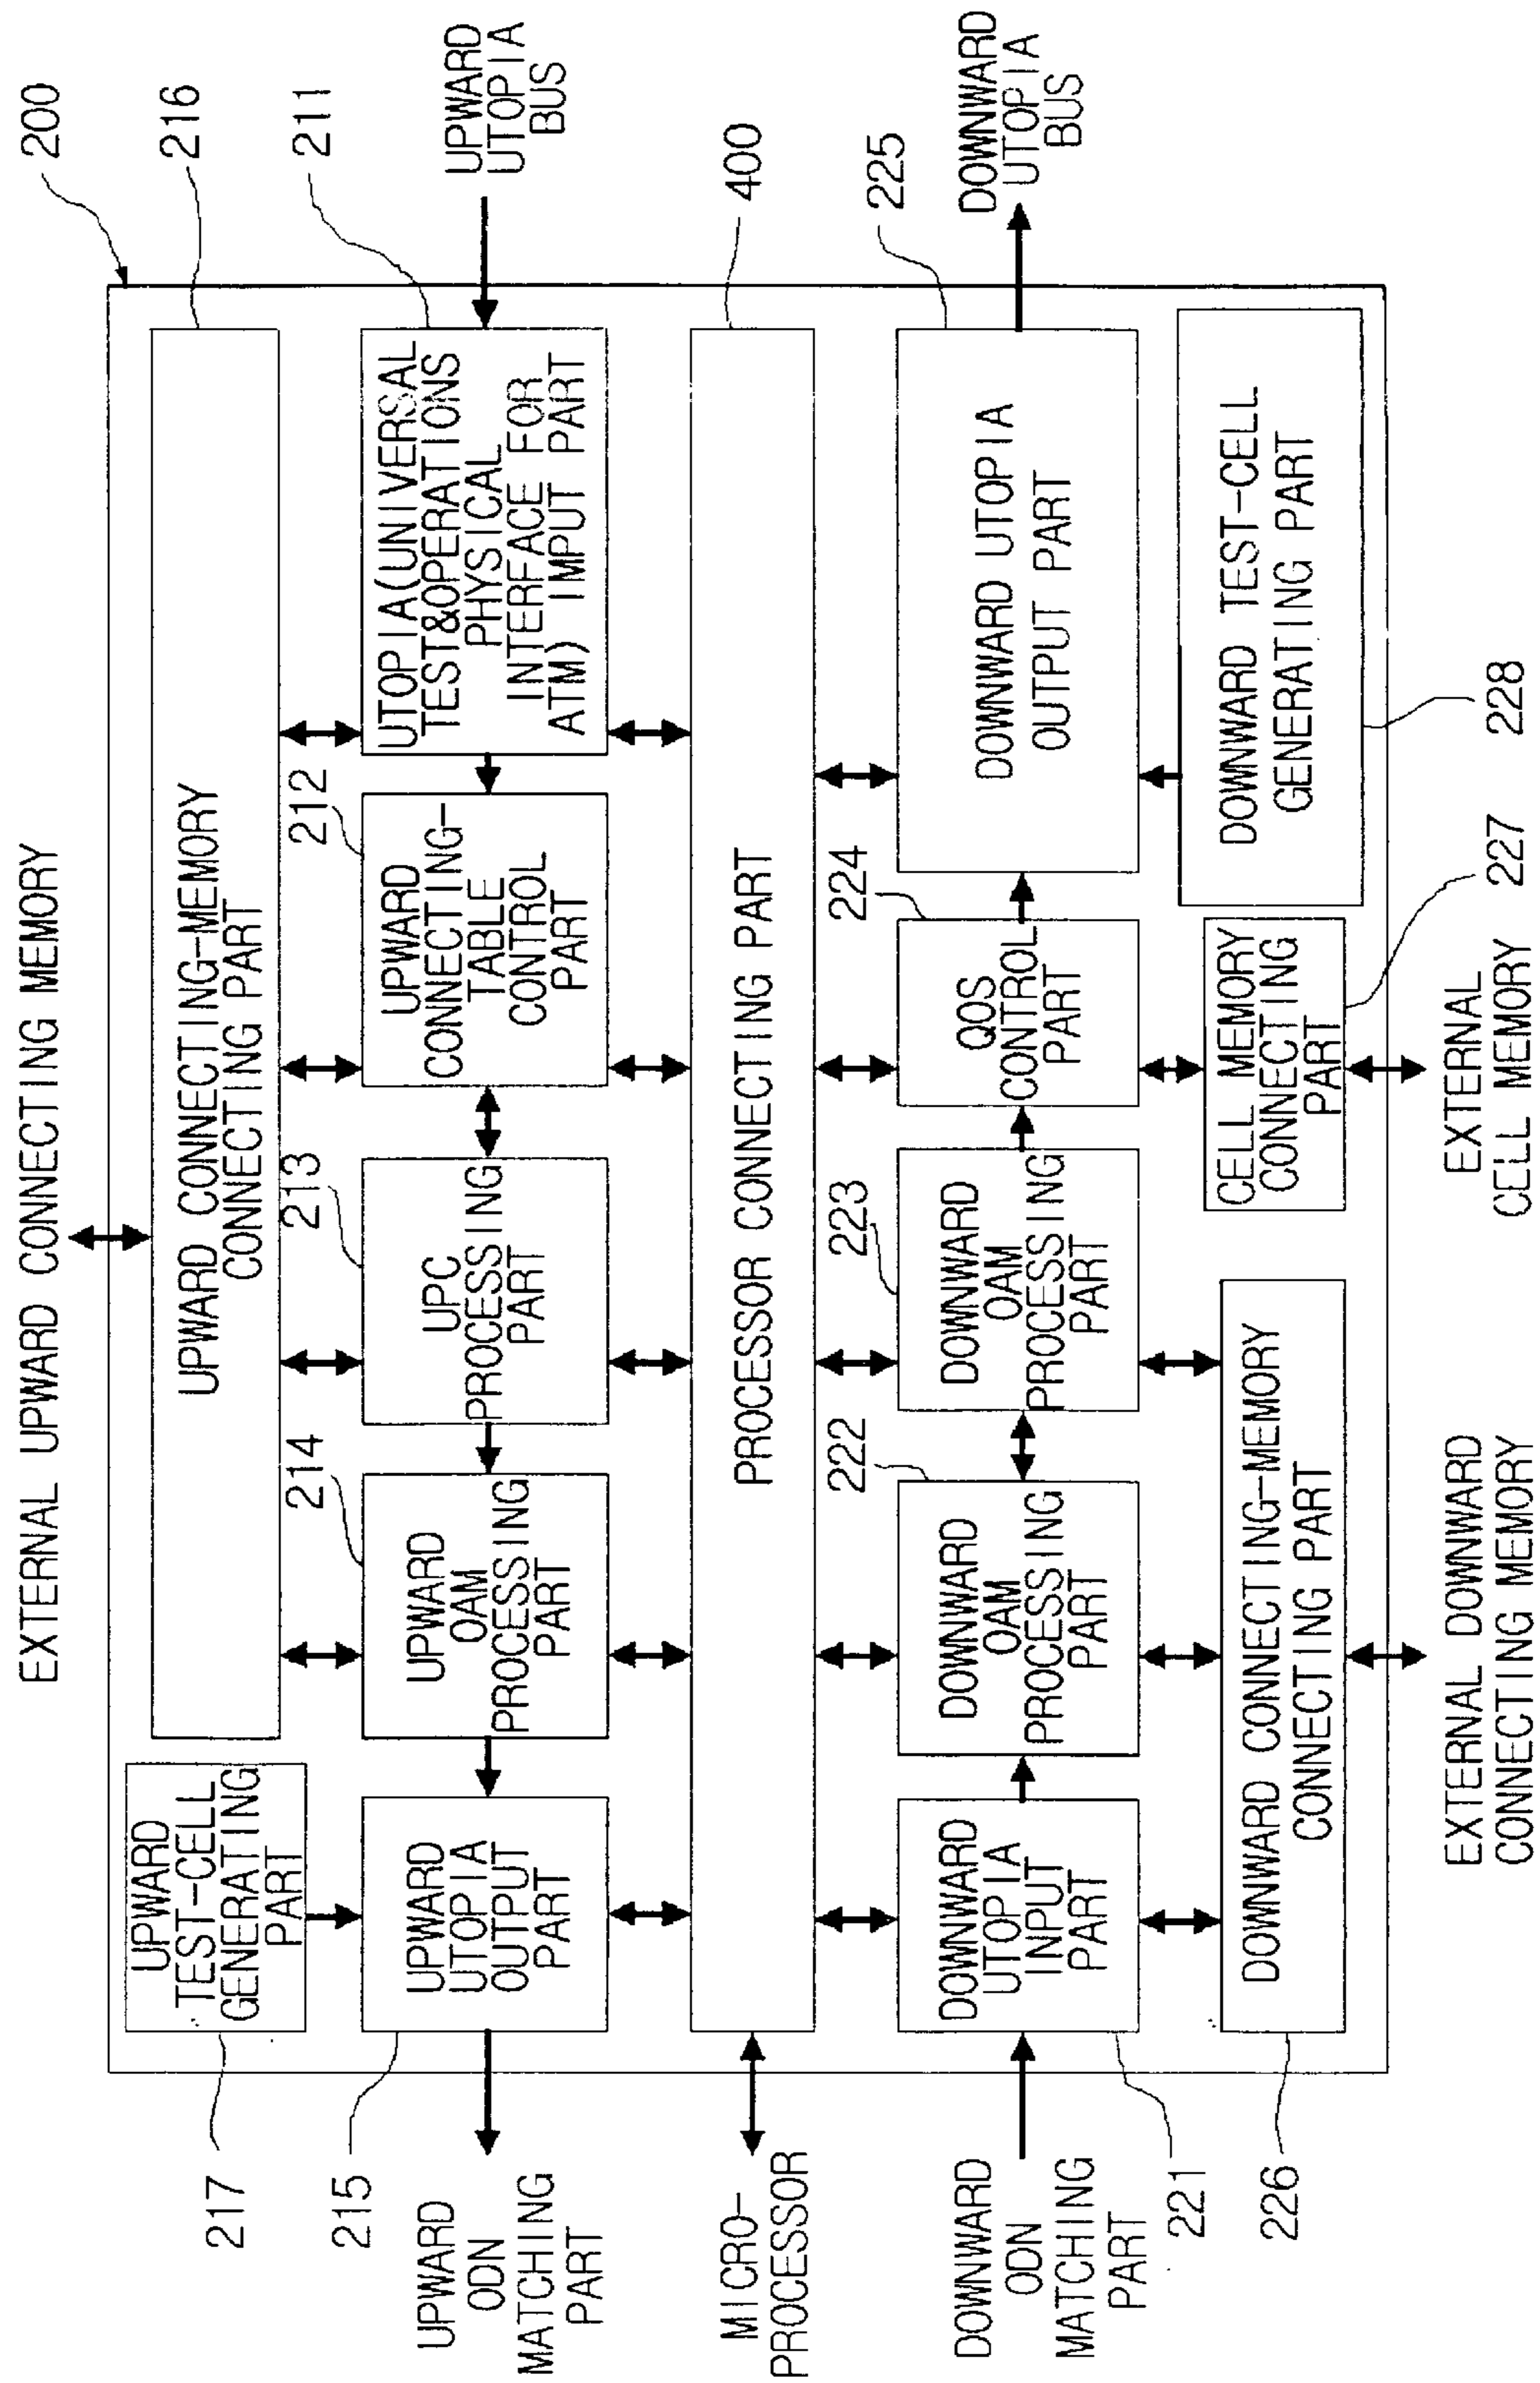 EXTERNAL UPWARD CONNECTING MEMORY
200
217
UPWARD
TEST-CELL
GENERATING
PART
UPWARD CONNECTING-MEMORY
CONNECTING PART
216
215
UPWARD
UTOPIA
OUTPUT
PART
214
UPWARD
OAM
PROCESSING
PART
213
UPC
PROCESSING
PART
212
UPWARD
CONNECTING-
TABLE
CONTROL
PART
UTOPIA(UNIVERSAL
TEST&OPERATIONS
PHYSICAL
INTERFACE FOR
ATM) IMPUT PART
211
UPWARD
ODN
MATCHING
PART
UPWARD
UTOPIA
BUS
MICRO-
PROCESSOR
PROCESSOR CONNECTING PART
400
DOWNWARD
ODN
MATCHING
PART
221
DOWNWARD
UTOPIA
INPUT
PART
222
DOWNWARD
OAM
PROCESSING
PART
223
DOWNWARD
OAM
PROCESSING
PART
224
QOS
CONTROL
PART
DOWNWARD UTOPIA
OUTPUT PART
225
DOWNWARD
UTOPIA
BUS
226
DOWNWARD CONNECTING-MEMORY
CONNECTING PART
CELL MEMORY
CONNECTING
PART
227
DOWNWARD TEST-CELL
GENERATING PART
228
EXTERNAL DOWNWARD
CONNECTING MEMORY
EXTERNAL
CELL MEMORY